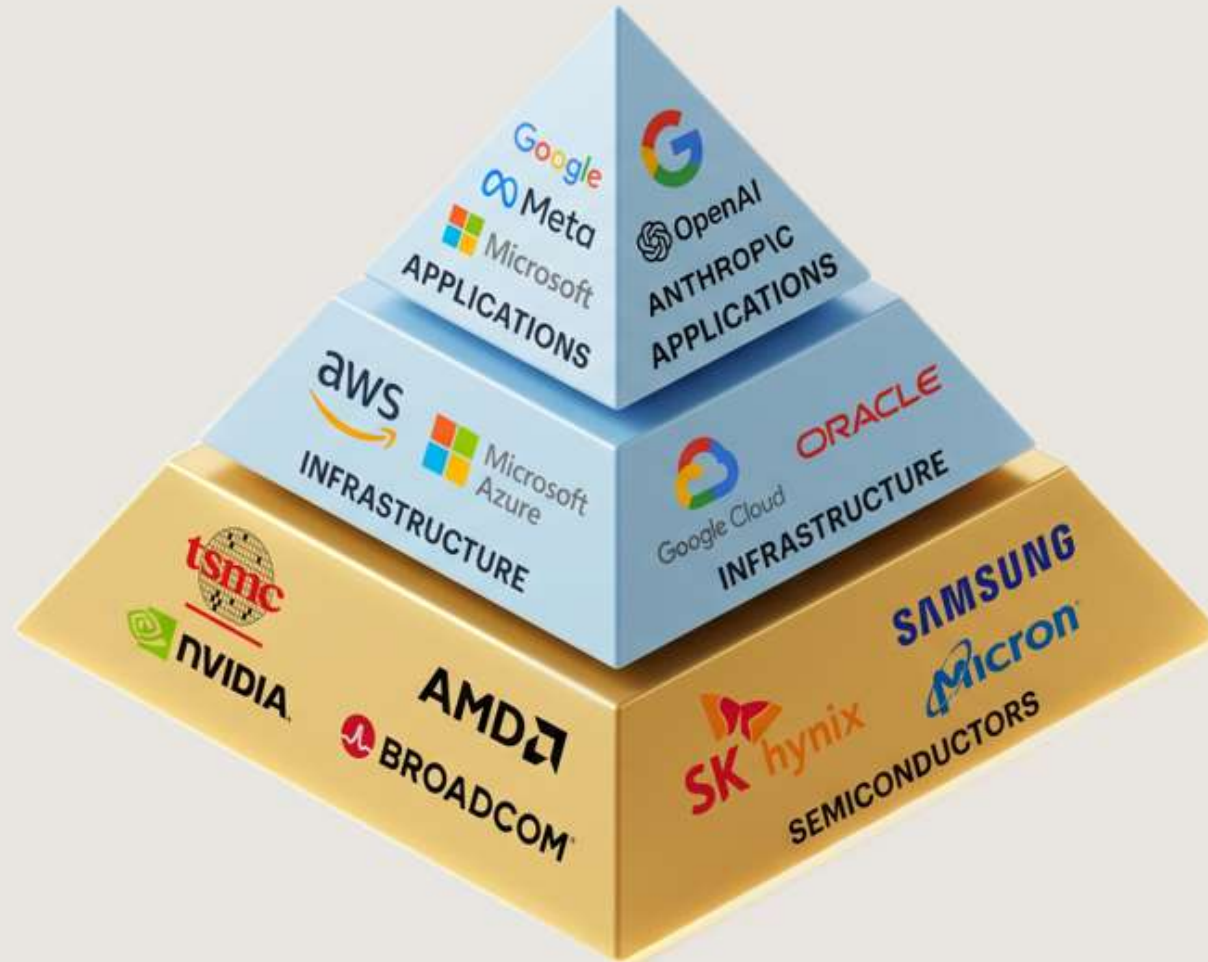 Google
Meta
Microsoft
APPLICATIONS
G
OpenAI
ANTHROP\C
APPLICATIONS
aws
Microsoft
Azure
INFRASTRUCTURE
Google Cloud
ORACLE
INFRASTRUCTURE
tsmc
NVIDIA
AMD
BROADCOM
SAMSUNG
Micron
SK hynix
SEMICONDUCTORS